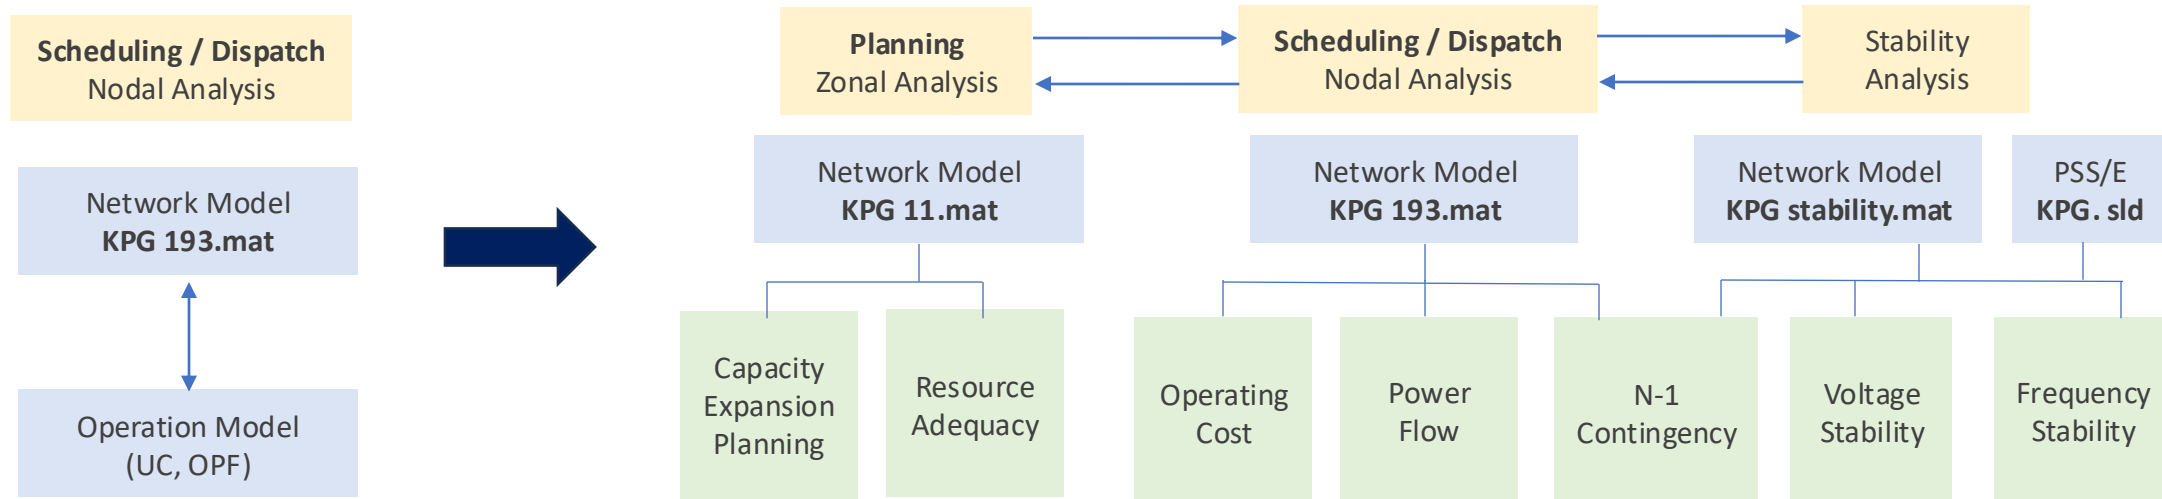 Scheduling / Dispatch
Nodal Analysis
Network Model
KPG 193.mat
Operation Model
(UC, OPF)
Planning
Zonal Analysis
Scheduling / Dispatch
Nodal Analysis
Stability
Analysis
Network Model
KPG 11.mat
Network Model
KPG 193.mat
Network Model
KPG stability.mat
PSS/E
KPG. sld
Capacity
Expansion
Planning
Resource
Adequacy
Operating
Cost
Power
Flow
N-1
Contingency
Voltage
Stability
Frequency
Stability